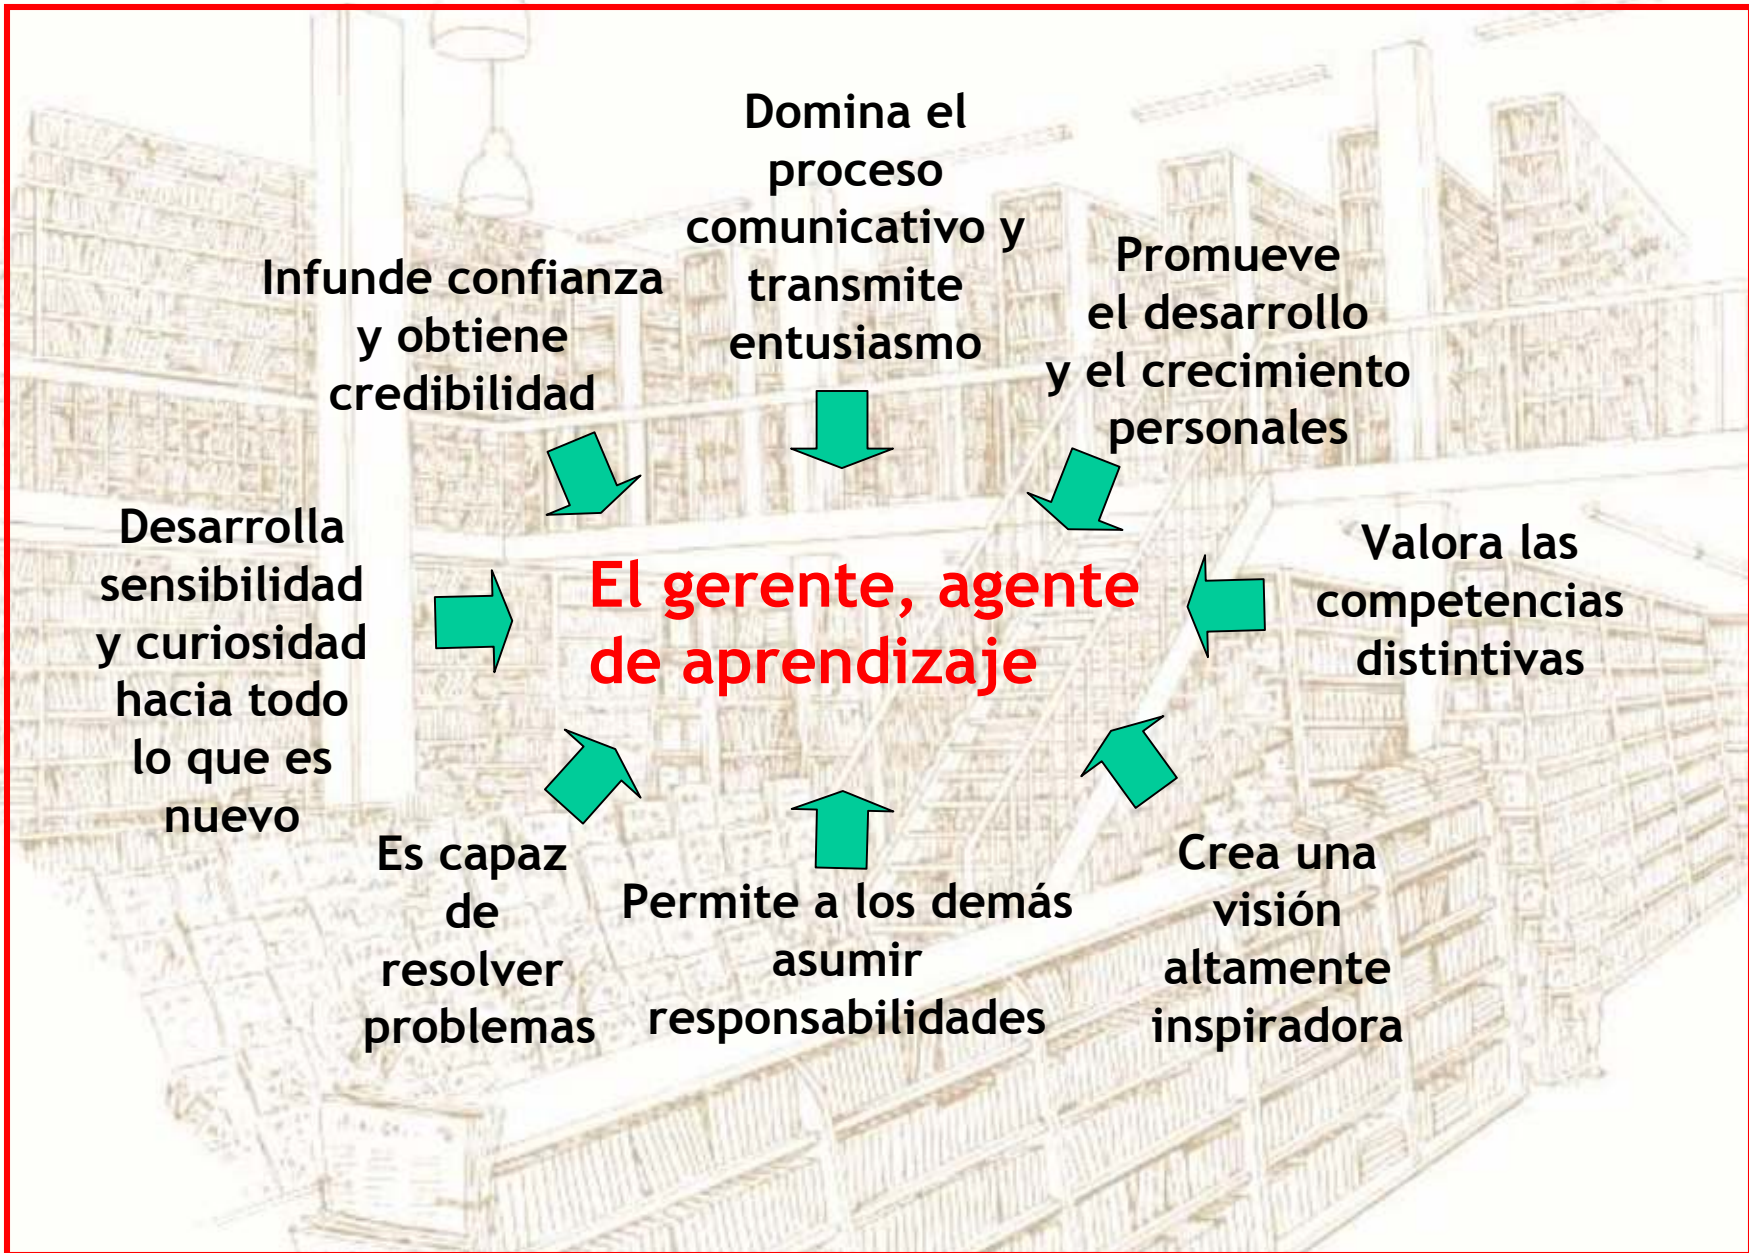 Domina el
proceso
comunicativo y
transmite
entusiasmo
Promueve
el desarrollo
y el crecimiento
personales
Infunde confianza
y obtiene
credibilidad
Desarrolla
sensibilidad
y curiosidad
hacia todo
lo que es
nuevo
El gerente, agente
de aprendizaje
Valora las
competencias
distintivas
Es capaz
de
resolver
problemas
Permite a los demás
asumir
responsabilidades
Crea una
visión
altamente
inspiradora